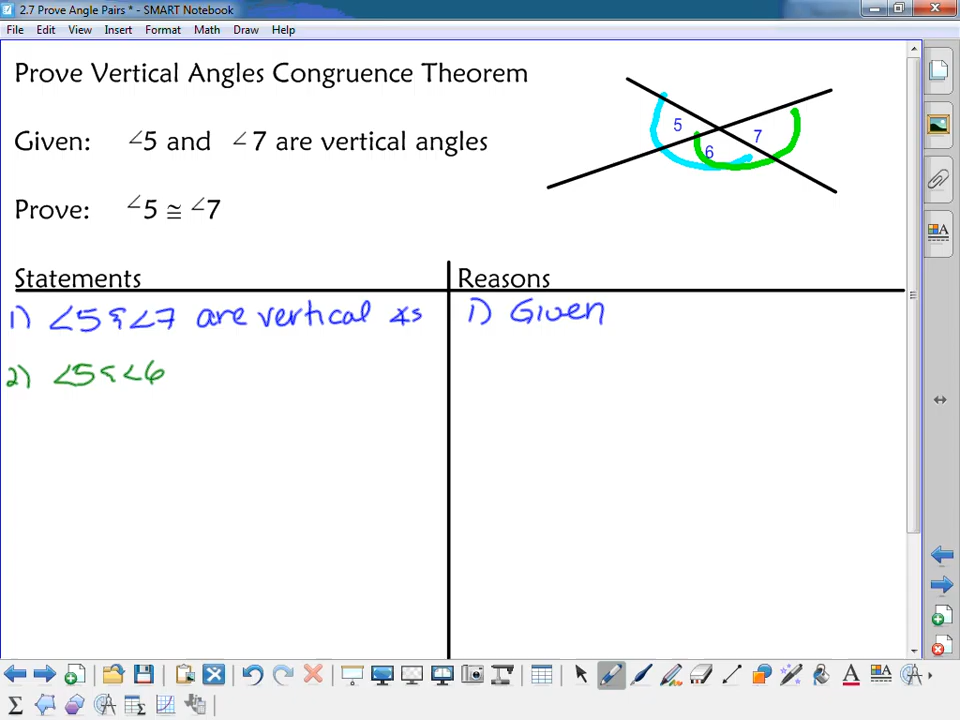 2.7 Prove Angle Pairs * - SMART Notebook
File Edit View Insert Format Math Draw Help
Prove Vertical Angles Congruence Theorem
5
7
6
Given: ∠5 and ∠7 are vertical angles
Prove: ∠5 ≅ ∠7
Statements Reasons
1) ∠5 & ∠7 are vertical ∡s 1) Given
2) ∠5 & ∠6